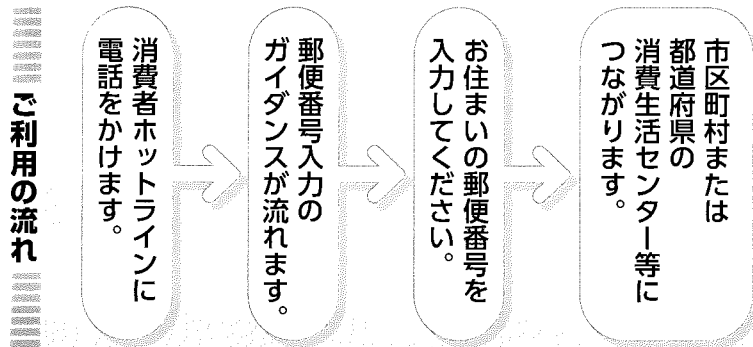 ご利用の流れ
消費者ホットラインに
電話をかけます。
郵便番号入力の
ガイダンスが流れます。
お住まいの郵便番号を
入力してください。
市区町村または
都道府県の
消費生活センター等に
つながります。